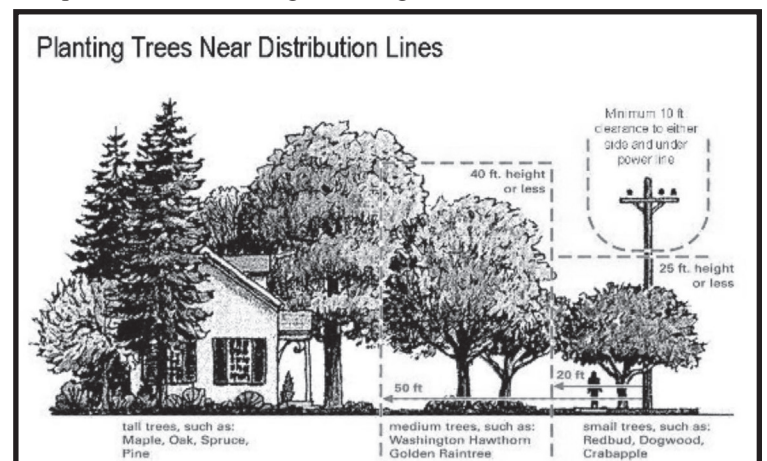 Planting Trees Near Distribution Lines
Minimum 10 ft.
clearance to either
side and under
power line
40 ft. height
or less
25 ft. height
or less
20 ft
50 ft
tall trees, such as:
Maple, Oak, Spruce,
Pine
medium trees, such as:
Washington Hawthorn
Golden Raintree
small trees, such as:
Redbud, Dogwood,
Crabapple